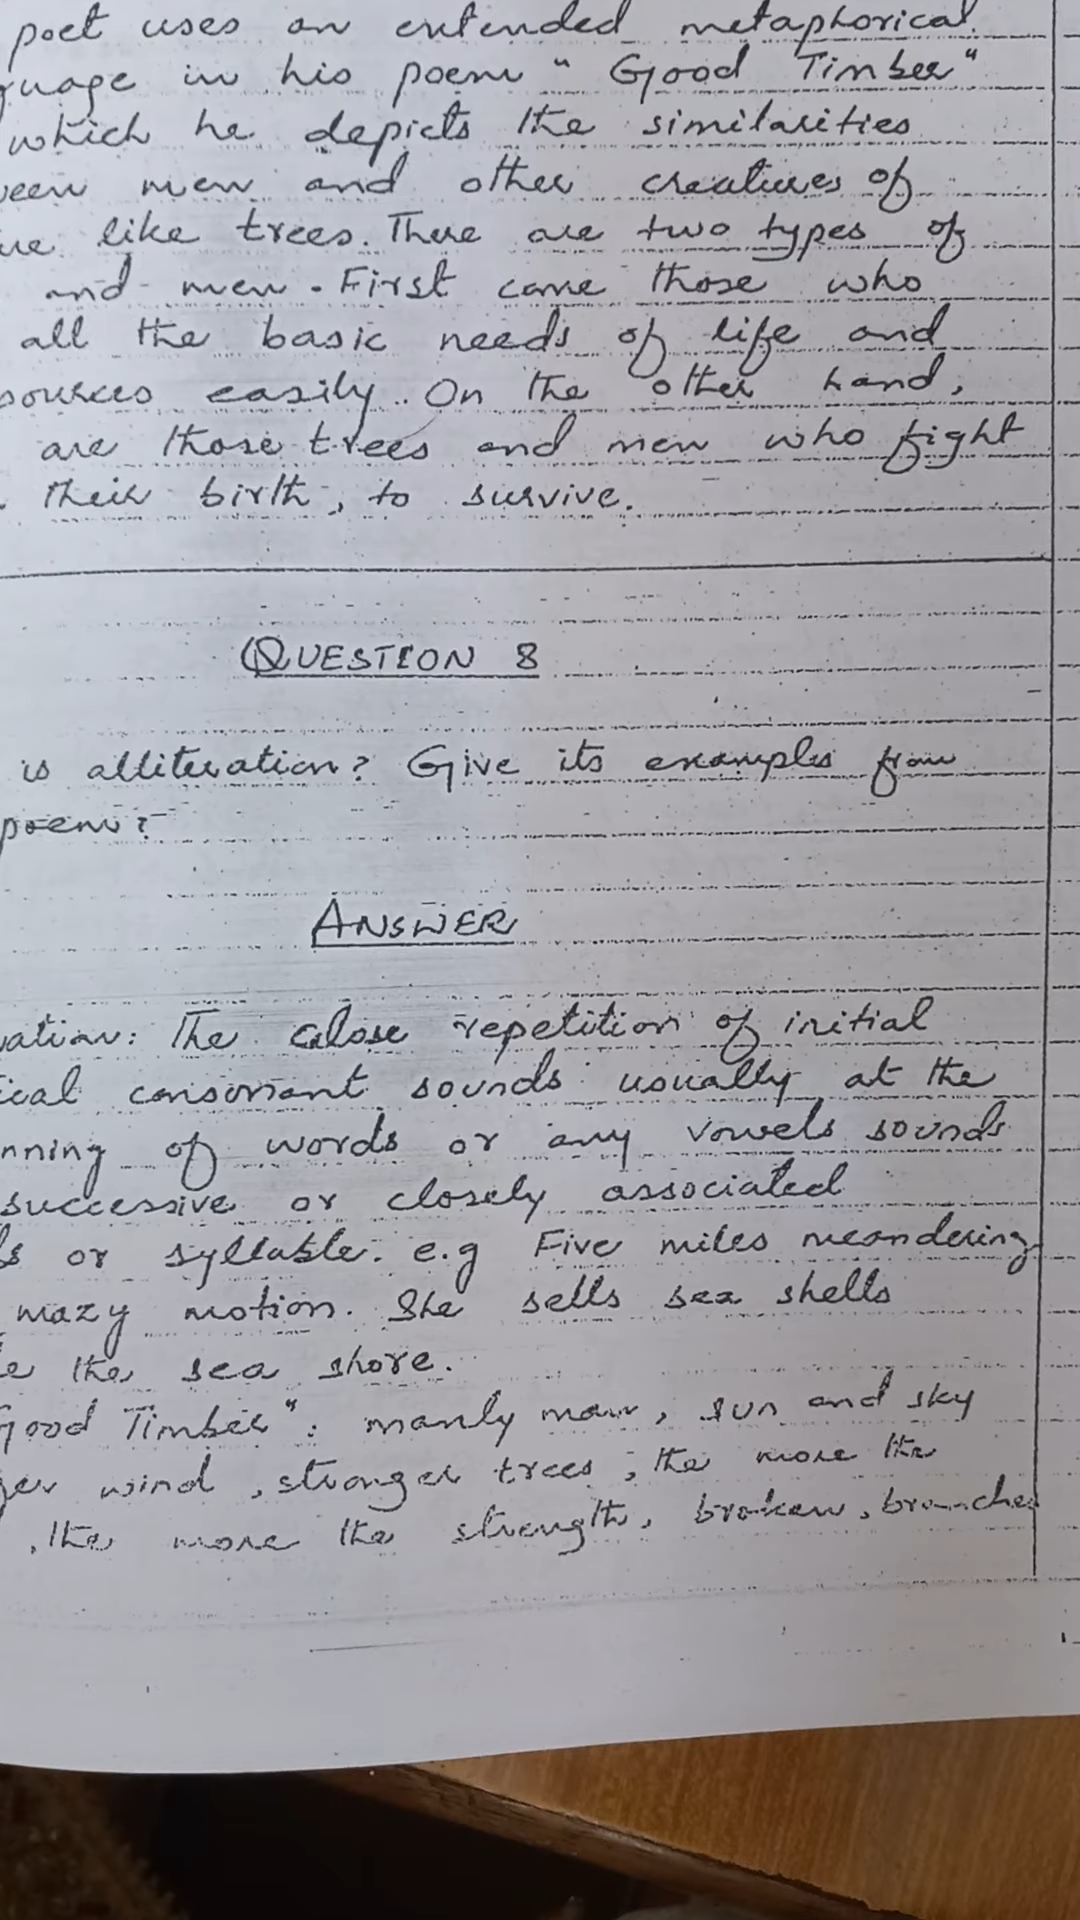 poet uses an extended metaphorical
guage in his poem "Good Timber"
which he depicts the similarities
ween men and other creatures of
ure like trees. There are two types of
and men. First come those who
all the basic needs of life and
sources easily. On the other hand,
are those trees and men who fight
their birth, to survive.
QUESTION 8
is alliteration? Give its examples from
poem?
ANSWER
ration: The close repetition of initial
ical consonant sounds usually at the
nning of words or any vowels sounds
successive or closely associated
ds or syllable. e.g Five miles meandering
mazy motion. She sells sea shells
the sea shore.
Good Timber": manly man, sun and sky
ger wind, stronger trees, the more the
, the more the strength, broken, branches